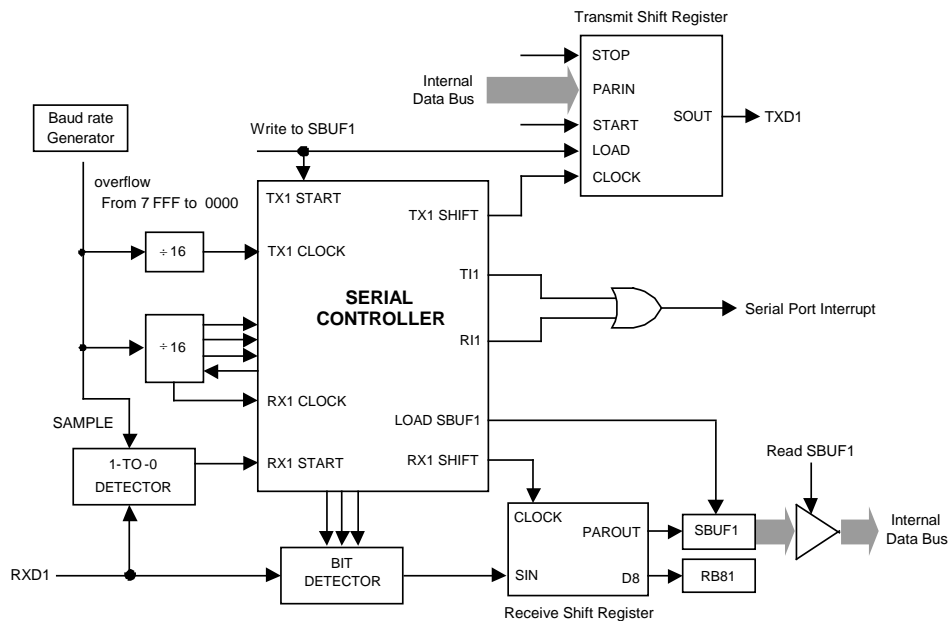 Transmit Shift Register
STOP
Internal
Data Bus
PARIN
START
SOUT
TXD1
LOAD
CLOCK
Baud rate
Generator
Write to SBUF1
overflow
From 7 FFF to 0000
TX1 START
TX1 SHIFT
÷16
TX1 CLOCK
TI1
SERIAL
CONTROLLER
Serial Port Interrupt
÷16
RI1
RX1 CLOCK
SAMPLE
LOAD SBUF1
1-TO-0
DETECTOR
RX1 START
RX1 SHIFT
Read SBUF1
CLOCK
PAROUT
SBUF1
Internal
Data Bus
RXD1
BIT
DETECTOR
SIN
D8
RB81
Receive Shift Register